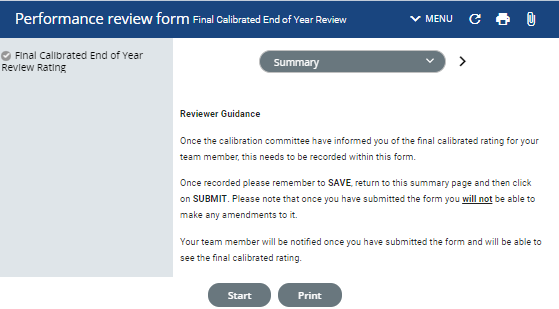 Performance review form Final Calibrated End of Year Review
MENU
Final Calibrated End of Year
Review Rating
Summary
Reviewer Guidance
Once the calibration committee have informed you of the final calibrated rating for your
team member, this needs to be recorded within this form.
Once recorded please remember to SAVE, return to this summary page and then click
on SUBMIT. Please note that once you have submitted the form you will not be able to
make any amendments to it.
Your team member will be notified once you have submitted the form and will be able to
see the final calibrated rating.
Start
Print